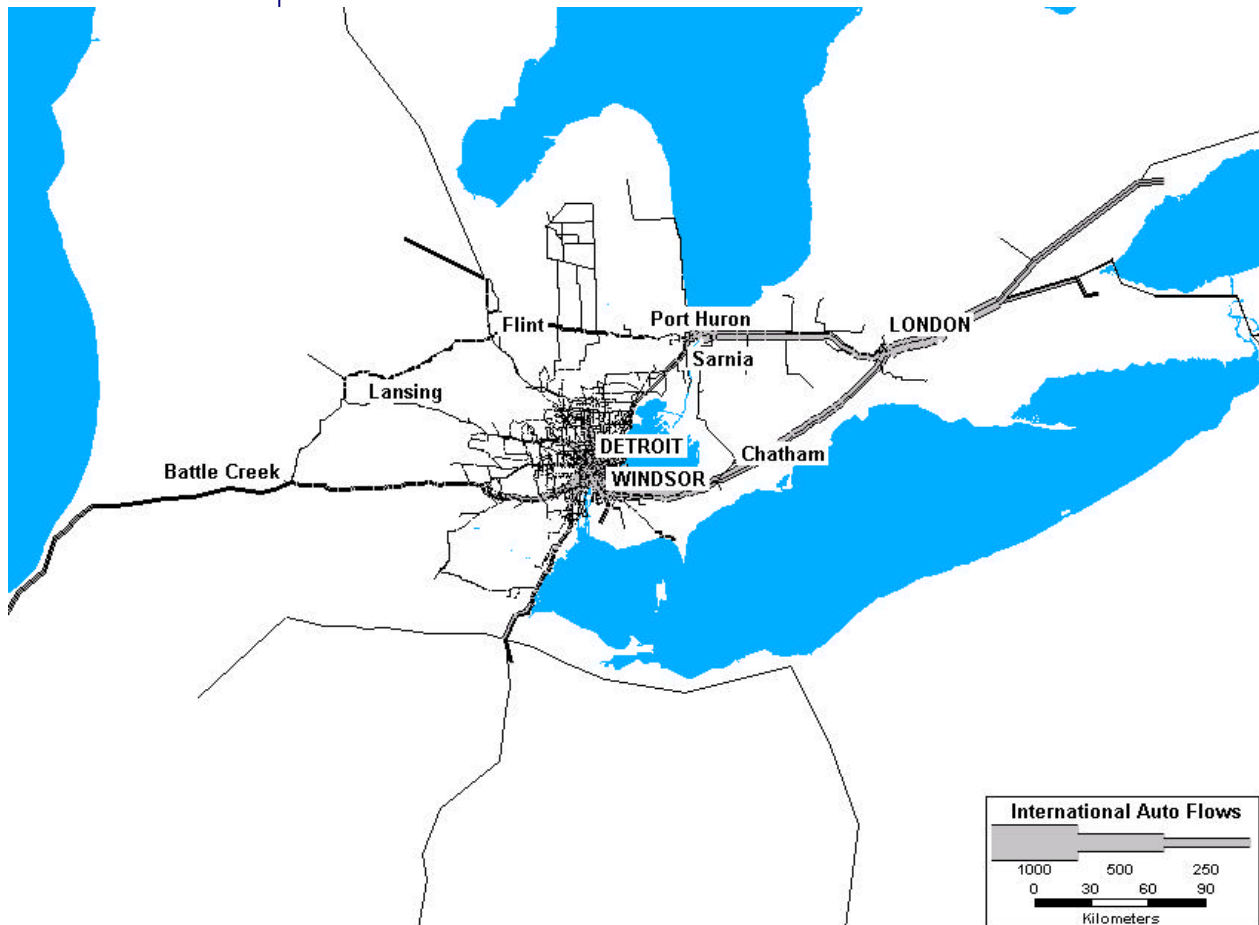 Port Huron
LONDON
Flint
Sarnia
Lansing
DETROIT
Chatham
Battle Creek
WINDSOR
International Auto Flows
1000 500 250
0 30 60 90
Kilometers